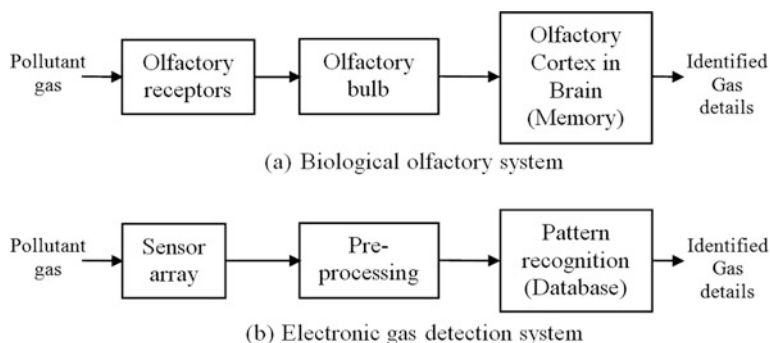 Pollutant
gas
Olfactory
receptors
Olfactory
bulb
Olfactory
Cortex in
Brain
(Memory)
Identified
Gas
details
(a) Biological olfactory system
Pollutant
gas
Sensor
array
Pre-
processing
Pattern
recognition
(Database)
Identified
Gas
details
(b) Electronic gas detection system